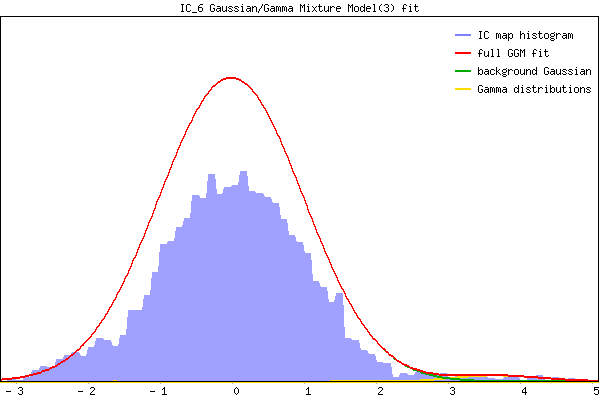 IC_6 Gaussian/Gamma Mixture Model(3) fit
IC map histogram
full GGM fit
background Gaussian
Gamma distributions
-3 -2 -1 0 1 2 3 4 5